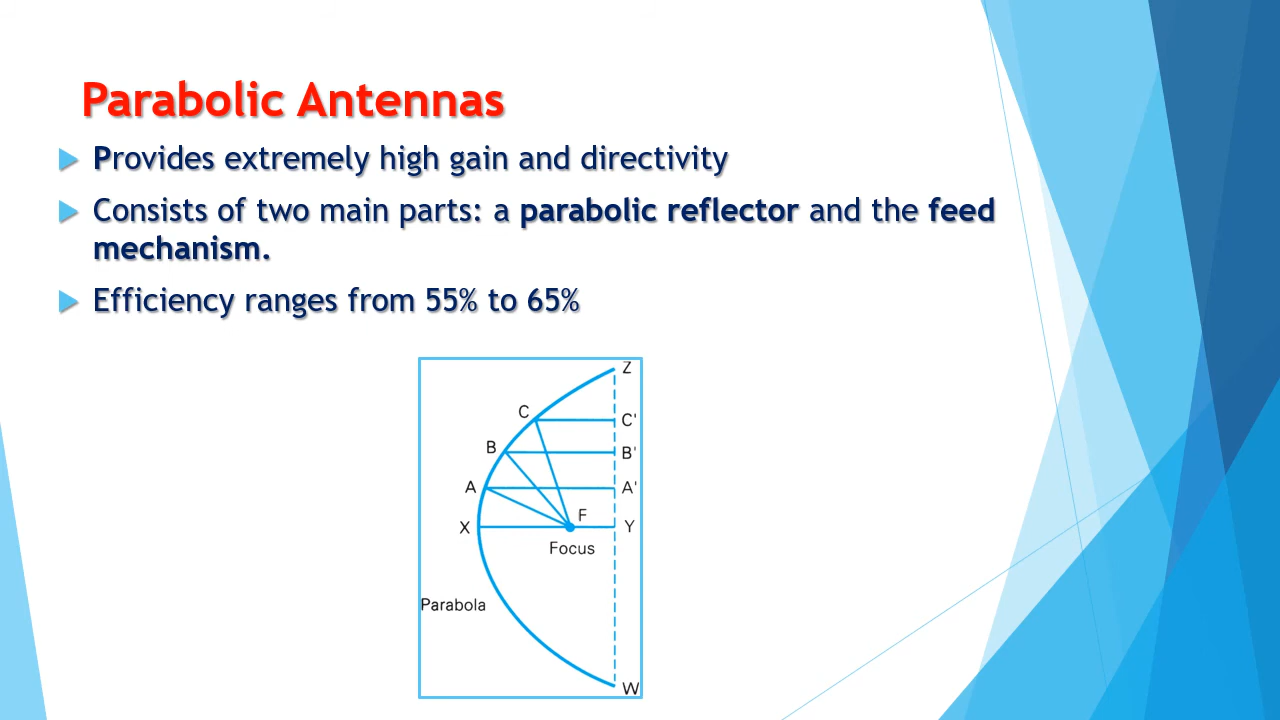 Parabolic Antennas
Provides extremely high gain and directivity
Consists of two main parts: a parabolic reflector and the feed
mechanism.
Efficiency ranges from 55% to 65%
Z
C
C'
B
B'
A
A'
F
X
Y
Focus
Parabola
W